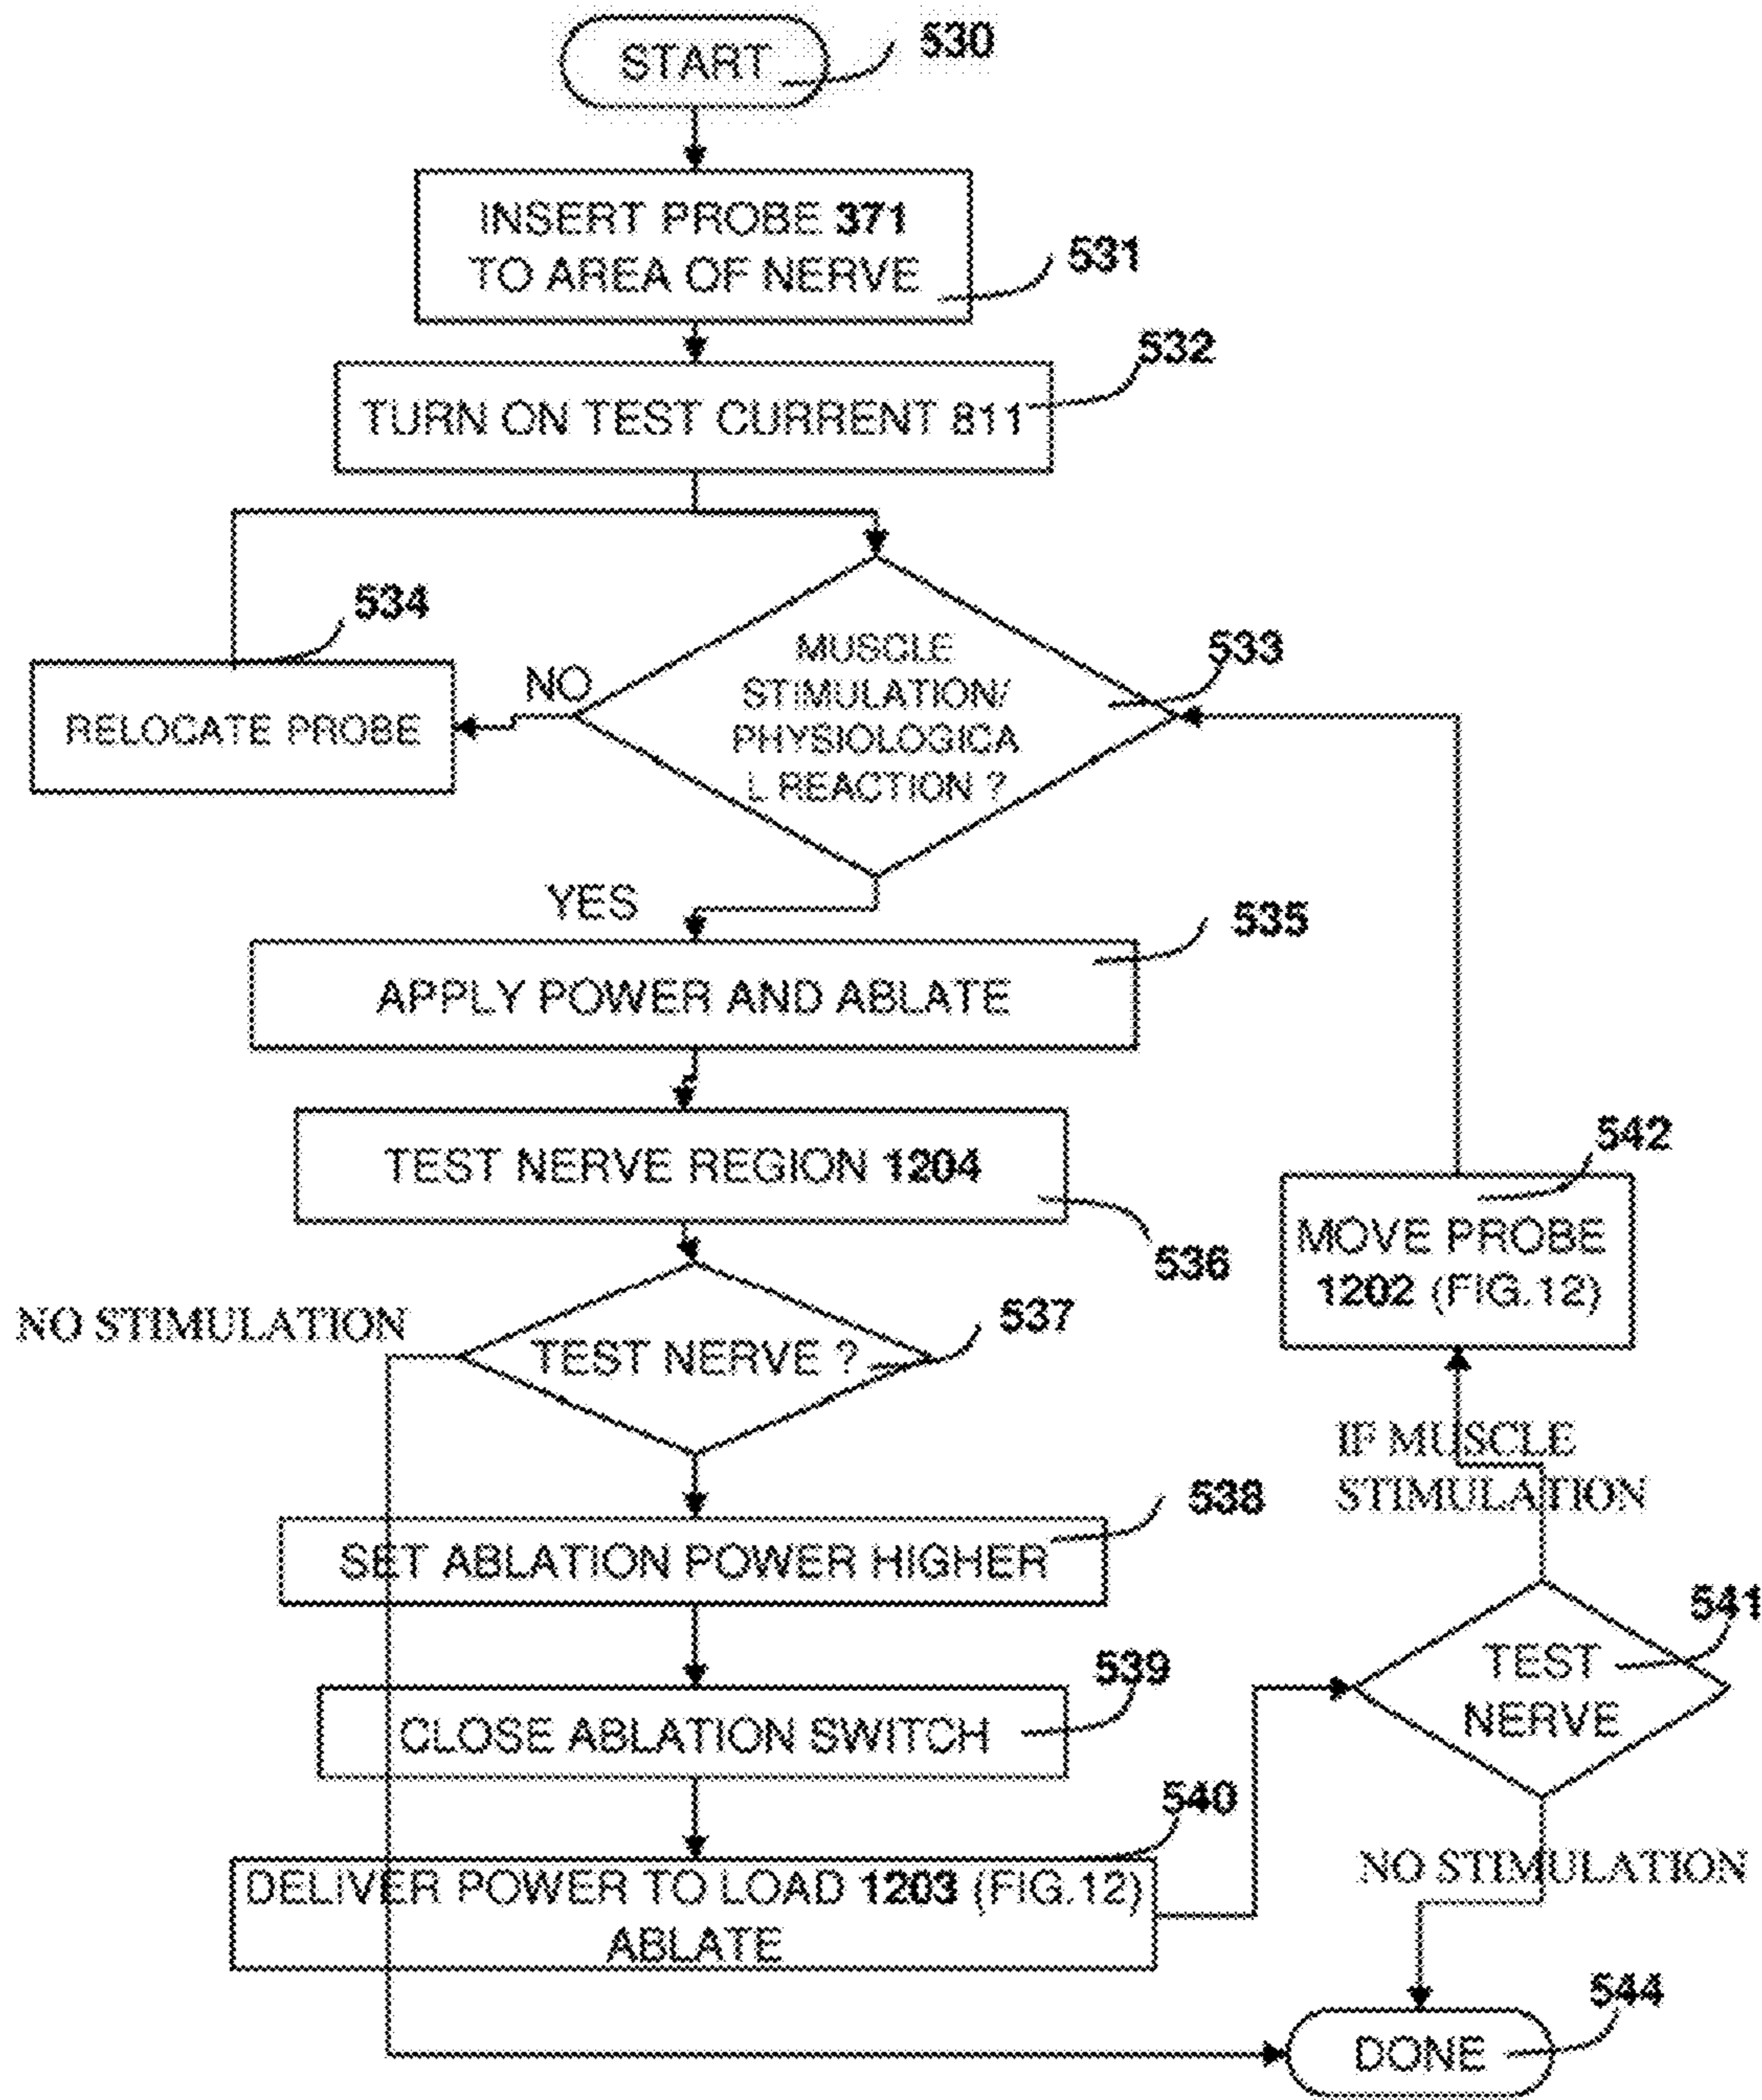 START
530
INSERT PROBE 371
TO AREA OF NERVE
531
532
TURN ON TEST CURRENT 811
534
RELOCATE PROBE
NO
MUSCLE
STIMULATION/
PHYSIOLOGICA
L REACTION ?
533
YES
535
APPLY POWER AND ABLATE
TEST NERVE REGION 1204
536
542
MOVE PROBE
1202 (FIG.12)
NO STIMULATION
TEST NERVE ?
537
IF MUSCLE
STIMULATION
538
SET ABLATION POWER HIGHER
541
TEST
NERVE
539
CLOSE ABLATION SWITCH
540
DELIVER POWER TO LOAD 1203 (FIG.12)
ABLATE
NO STIMULATION
544
DONE